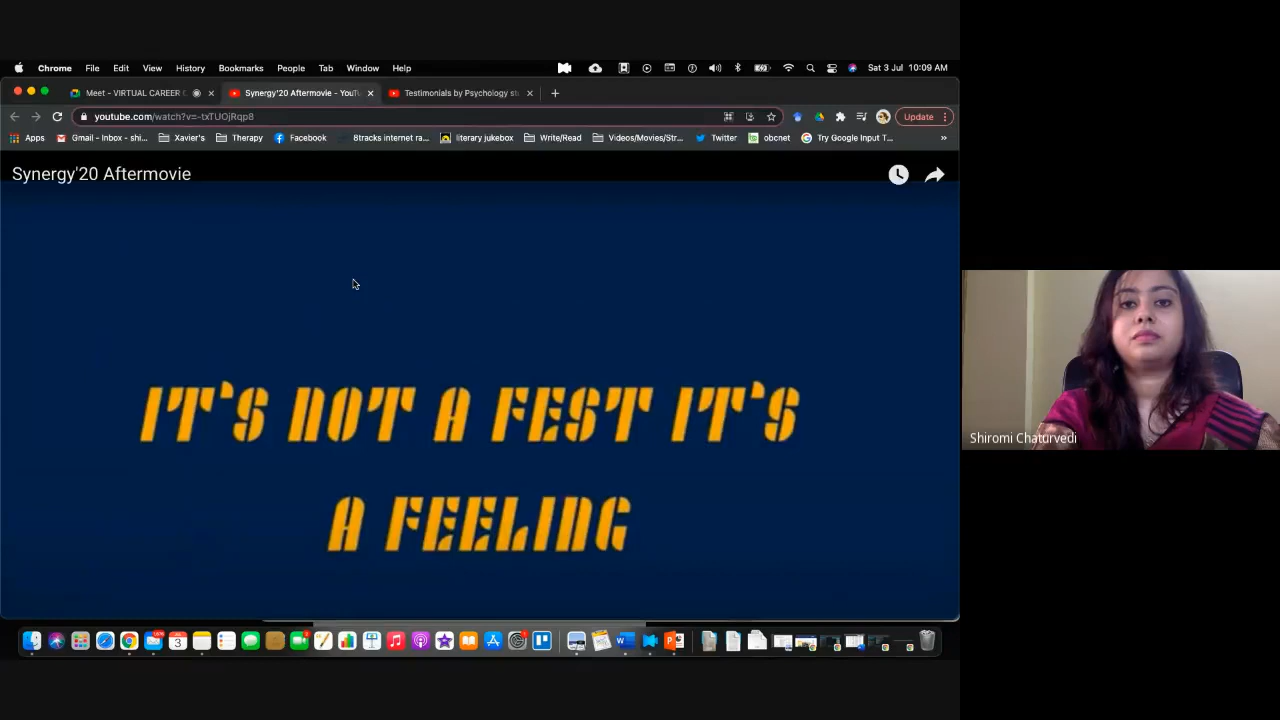 Chrome File Edit View History Bookmarks People Tab Window Help Sat 3 Jul 10:09 AM
Meet - VIRTUAL CAREER Synergy'20 Aftermovie - YouTu Testimonials by Psychology st
youtube.com/watch?v=-txTUOjRqp8 Update
Apps Gmail - Inbox - shi... Xavier's Therapy Facebook 8tracks internet ra... literary jukebox Write/Read Videos/Movies/Str... Twitter obcnet Try Google Input T... »
Synergy'20 Aftermovie
IT'S NOT A FEST IT'S
A FEELING
Shiromi Chaturvedi